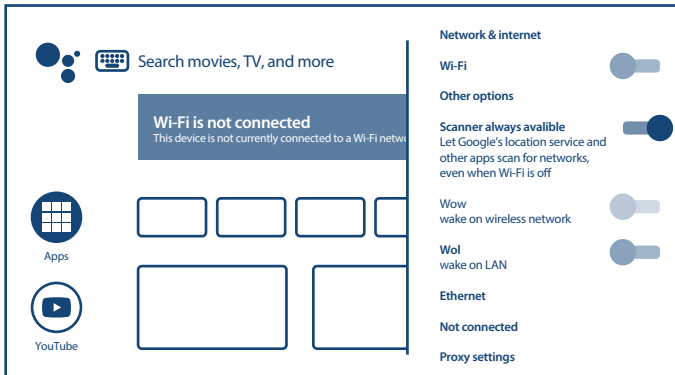 Search movies, TV, and more
Wi-Fi is not connected
This device is not currently connected to a Wi-Fi netwo
Apps
YouTube
Network & internet
Wi-Fi
Other options
Scanner always avalible
Let Google's location service and
other apps scan for networks,
even when Wi-Fi is off
Wow
wake on wireless network
Wol
wake on LAN
Ethernet
Not connected
Proxy settings